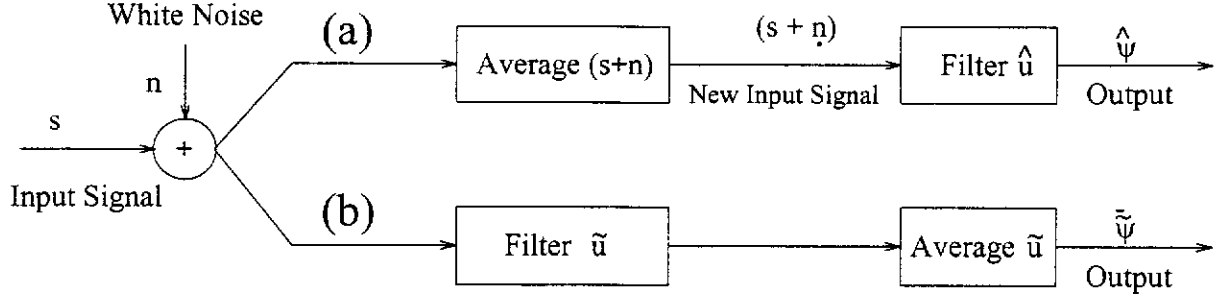 White Noise
n
s
+
Input Signal
(a)
Average (s+n)
(s + n)
New Input Signal
Filter û
ψ̂
Output
(b)
Filter ũ
Average ũ
ψ̃̄
Output